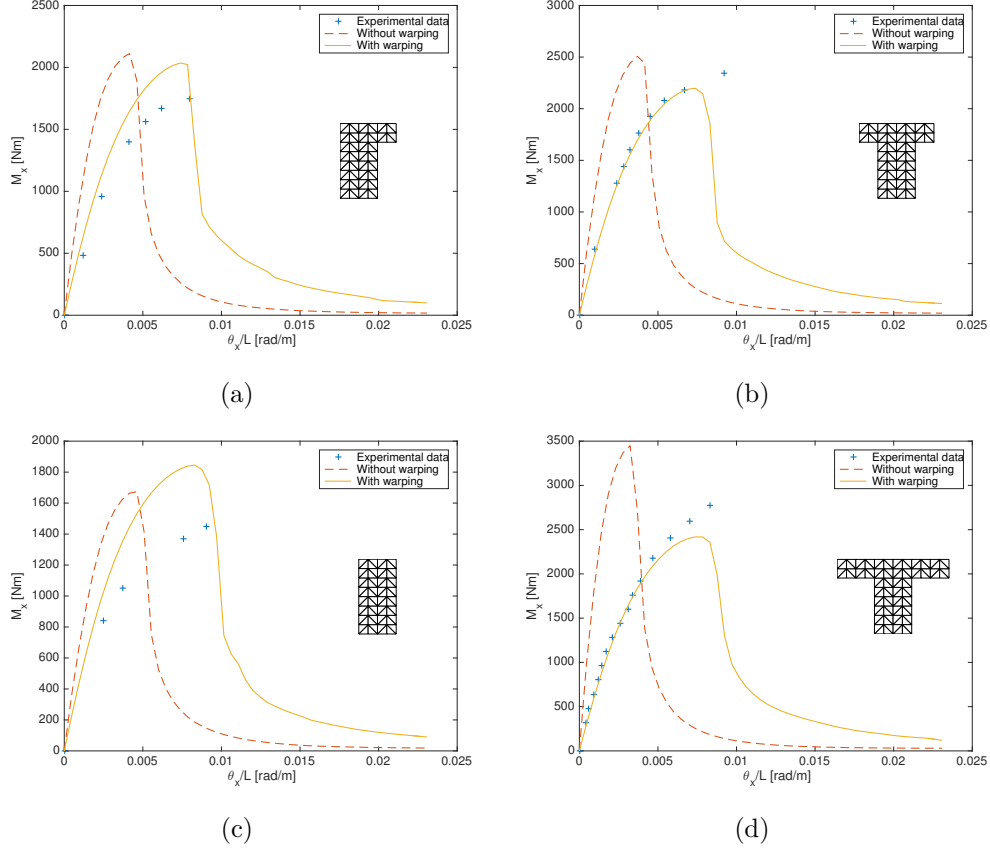 2500
2000
1500
1000
500
0
M_x [Nm]
0 0.005 0.01 0.015 0.02 0.025
θ_x/L [rad/m]
Experimental data
Without warping
With warping
(a)
3000
2500
2000
1500
1000
500
0
M_x [Nm]
0 0.005 0.01 0.015 0.02 0.025
θ_x/L [rad/m]
Experimental data
Without warping
With warping
(b)
2000
1800
1600
1400
1200
1000
800
600
400
200
0
M_x [Nm]
0 0.005 0.01 0.015 0.02 0.025
θ_x/L [rad/m]
Experimental data
Without warping
With warping
(c)
3500
3000
2500
2000
1500
1000
500
0
M_x [Nm]
0 0.005 0.01 0.015 0.02 0.025
θ_x/L [rad/m]
Experimental data
Without warping
With warping
(d)